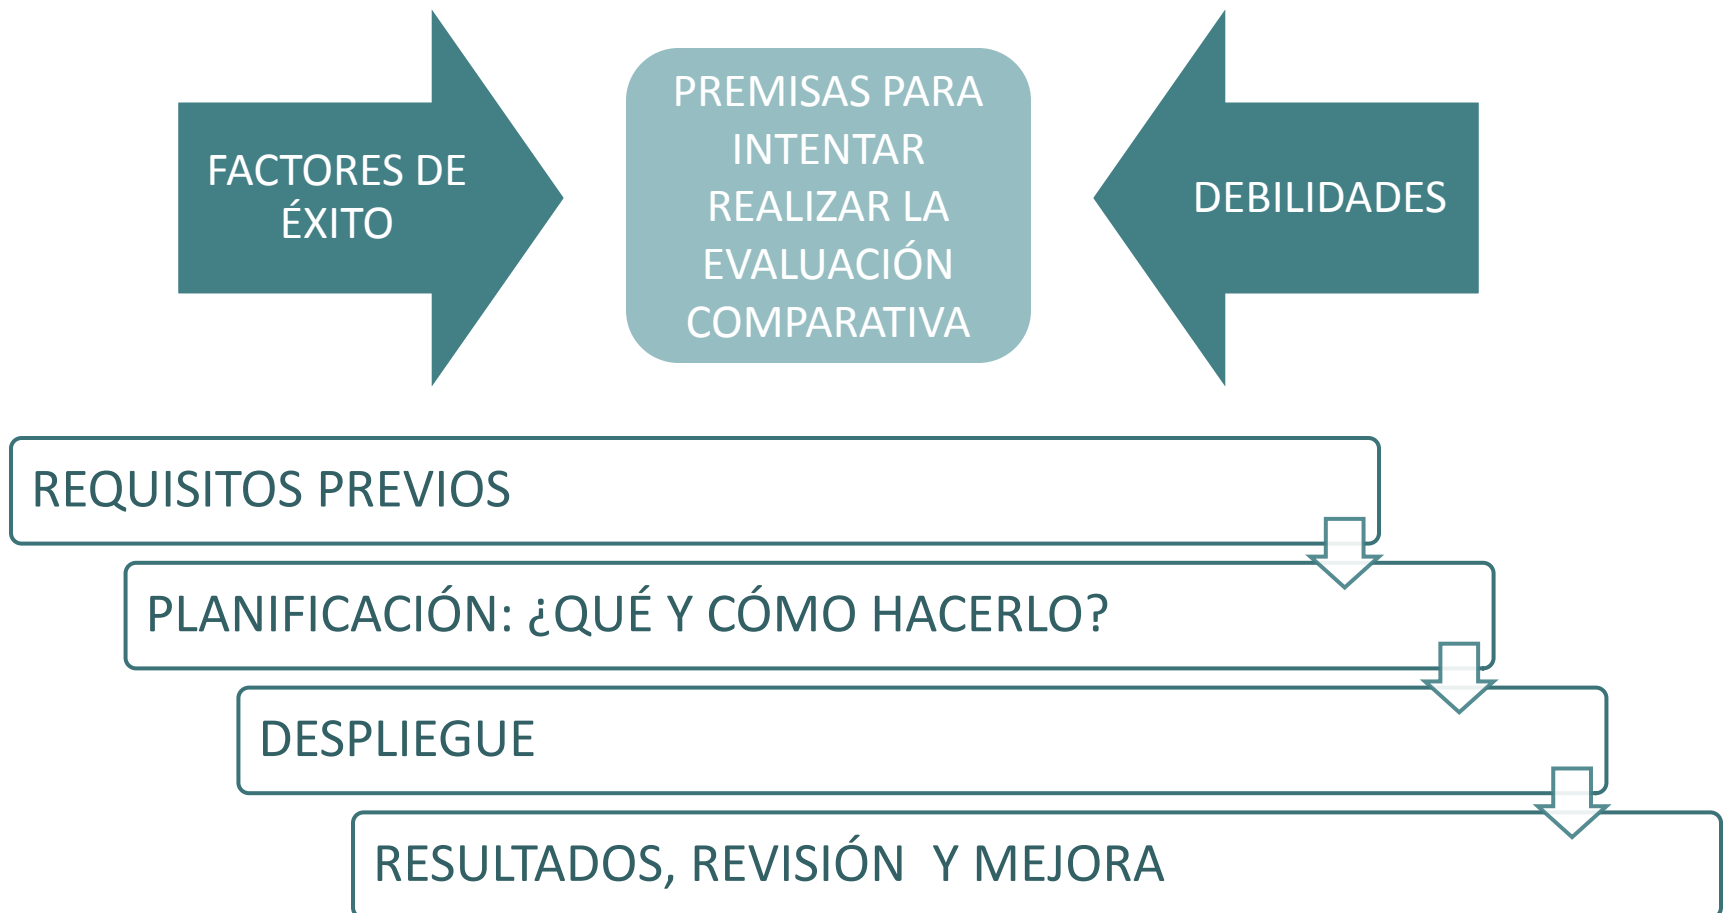 FACTORES DE
ÉXITO
PREMISAS PARA
INTENTAR
REALIZAR LA
EVALUACIÓN
COMPARATIVA
DEBILIDADES
REQUISITOS PREVIOS
PLANIFICACIÓN: ¿QUÉ Y CÓMO HACERLO?
DESPLIEGUE
RESULTADOS, REVISIÓN  Y MEJORA